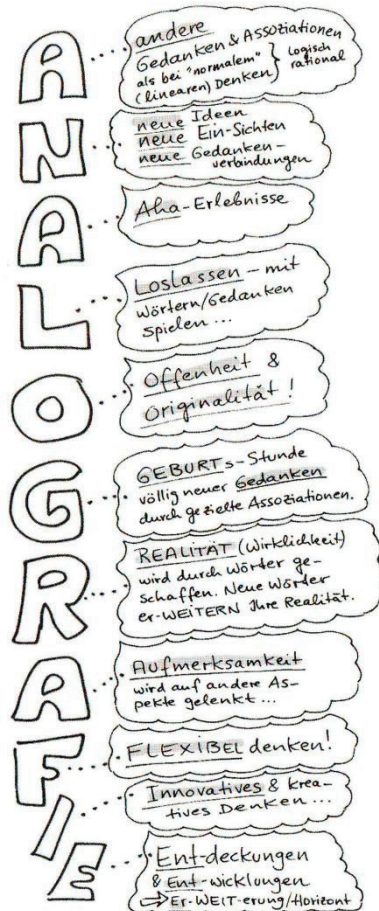 A
andere
Gedanken & Assoziationen
als bei "normalem" } Logisch
(linearen) Denken } rational
N
neue Ideen
neue Ein-Sichten
neue Gedanken-
verbindungen
A
Aha-Erlebnisse
L
Loslassen – mit
Wörtern/Gedanken
spielen ...
O
Offenheit &
Originalität!
G
GEBURTs-Stunde
völlig neuer Gedanken
durch gezielte Assoziationen.
R
REALITÄT (Wirklichkeit)
wird durch Wörter ge-
schaffen. Neue Wörter
er-WEITERN Ihre Realität.
A
Aufmerksamkeit
wird auf andere As-
pekte gelenkt ...
F
FLEXIBEL denken!
I
Innovatives & krea-
tives Denken ...
E
Ent-deckungen
& Ent-wicklungen
⇒ Er-WEIT-erung/Horizont